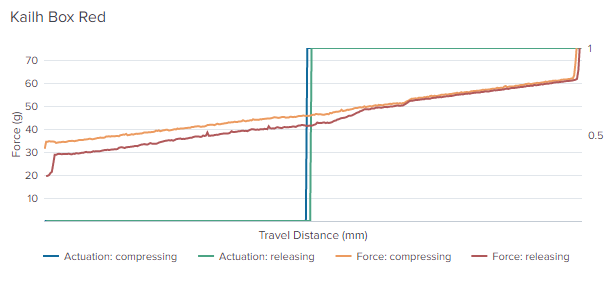 Kailh Box Red
70
60
50
40
30
20
10
Force (g)
1
0.5
Travel Distance (mm)
Actuation: compressing Actuation: releasing Force: compressing Force: releasing